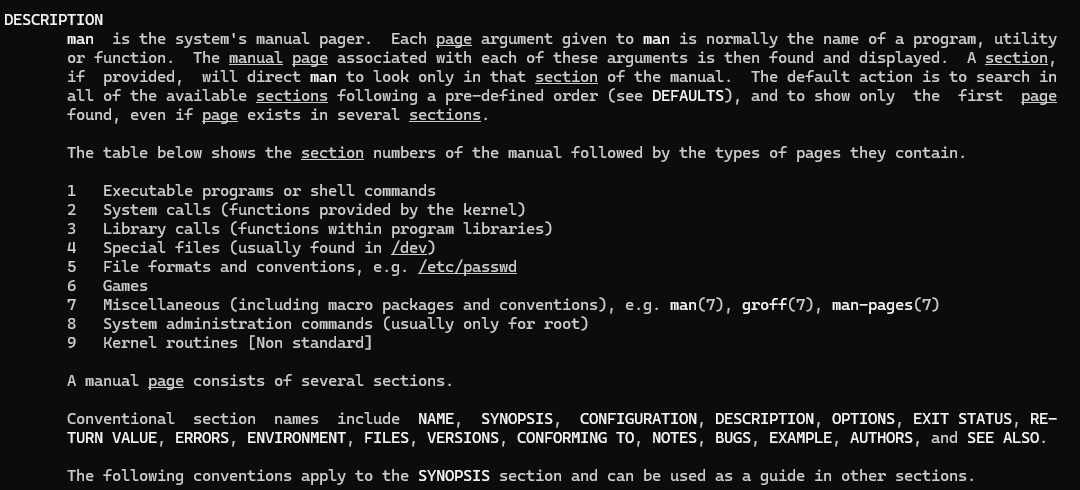 DESCRIPTION
man is the system's manual pager. Each page argument given to man is normally the name of a program, utility
or function. The manual page associated with each of these arguments is then found and displayed. A section,
if provided, will direct man to look only in that section of the manual. The default action is to search in
all of the available sections following a pre-defined order (see DEFAULTS), and to show only the first page
found, even if page exists in several sections.
The table below shows the section numbers of the manual followed by the types of pages they contain.
1 Executable programs or shell commands
2 System calls (functions provided by the kernel)
3 Library calls (functions within program libraries)
4 Special files (usually found in /dev)
5 File formats and conventions, e.g. /etc/passwd
6 Games
7 Miscellaneous (including macro packages and conventions), e.g. man(7), groff(7), man-pages(7)
8 System administration commands (usually only for root)
9 Kernel routines [Non standard]
A manual page consists of several sections.
Conventional section names include NAME, SYNOPSIS, CONFIGURATION, DESCRIPTION, OPTIONS, EXIT STATUS, RE-
TURN VALUE, ERRORS, ENVIRONMENT, FILES, VERSIONS, CONFORMING TO, NOTES, BUGS, EXAMPLE, AUTHORS, and SEE ALSO.
The following conventions apply to the SYNOPSIS section and can be used as a guide in other sections.